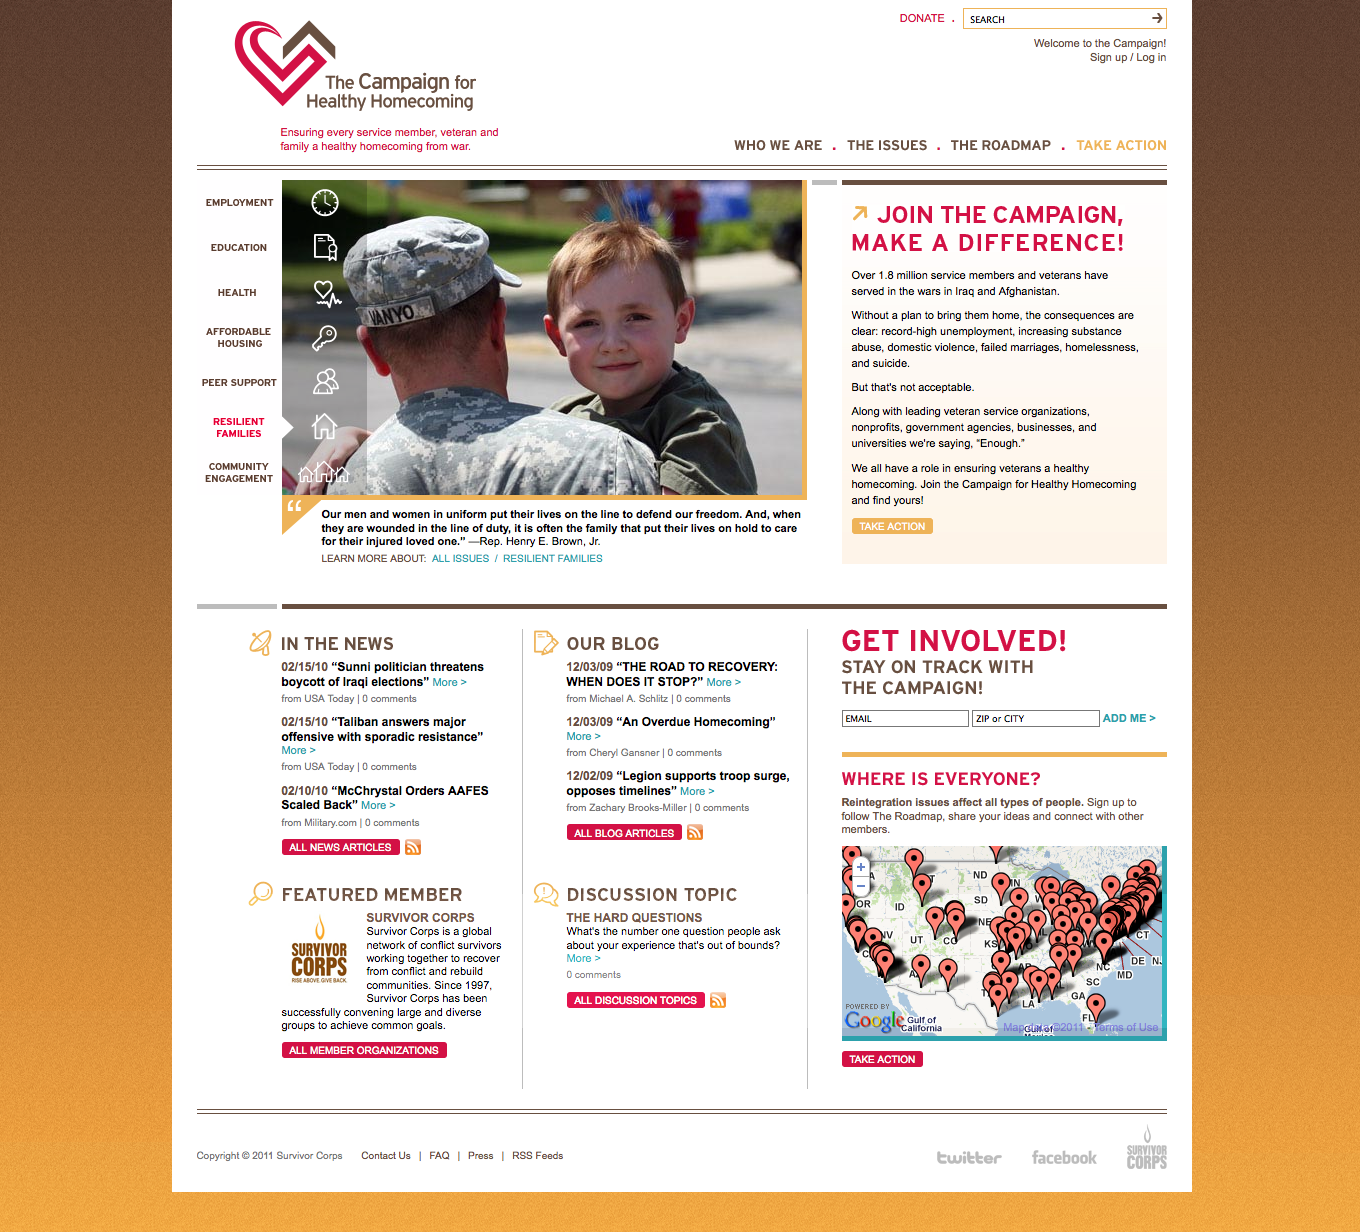 DONATE . SEARCH
Welcome to the Campaign!
Sign up / Log in
The Campaign for
Healthy Homecoming
Ensuring every service member, veteran and
family a healthy homecoming from war.
WHO WE ARE . THE ISSUES . THE ROADMAP . TAKE ACTION
EMPLOYMENT
EDUCATION
HEALTH
AFFORDABLE
HOUSING
PEER SUPPORT
RESILIENT
FAMILIES
COMMUNITY
ENGAGEMENT
VANYO
“
Our men and women in uniform put their lives on the line to defend our freedom. And, when
they are wounded in the line of duty, it is often the family that put their lives on hold to care
for their injured loved one.” —Rep. Henry E. Brown, Jr.
LEARN MORE ABOUT: ALL ISSUES / RESILIENT FAMILIES
JOIN THE CAMPAIGN,
MAKE A DIFFERENCE!
Over 1.8 million service members and veterans have
served in the wars in Iraq and Afghanistan.
Without a plan to bring them home, the consequences are
clear: record-high unemployment, increasing substance
abuse, domestic violence, failed marriages, homelessness,
and suicide.
But that's not acceptable.
Along with leading veteran service organizations,
nonprofits, government agencies, businesses, and
universities we're saying, “Enough.”
We all have a role in ensuring veterans a healthy
homecoming. Join the Campaign for Healthy Homecoming
and find yours!
TAKE ACTION
IN THE NEWS
02/15/10 “Sunni politician threatens
boycott of Iraqi elections” More >
from USA Today | 0 comments
02/15/10 “Taliban answers major
offensive with sporadic resistance”
More >
from USA Today | 0 comments
02/10/10 “McChrystal Orders AAFES
Scaled Back” More >
from Military.com | 0 comments
ALL NEWS ARTICLES
OUR BLOG
12/03/09 “THE ROAD TO RECOVERY:
WHEN DOES IT STOP?” More >
from Michael A. Schlitz | 0 comments
12/03/09 “An Overdue Homecoming”
More >
from Cheryl Gansner | 0 comments
12/02/09 “Legion supports troop surge,
opposes timelines” More >
from Zachary Brooks-Miller | 0 comments
ALL BLOG ARTICLES
GET INVOLVED!
STAY ON TRACK WITH
THE CAMPAIGN!
EMAIL ZIP or CITY ADD ME >
WHERE IS EVERYONE?
Reintegration issues affect all types of people. Sign up to
follow The Roadmap, share your ideas and connect with other
members.
+
−
ND
OR ID SD
NV UT CO KS
CT
DE
NC MD
SC
GA
LA
FL
POWERED BY
Google
Gulf of
California
Gulf of
Map data ©2011 - Terms of Use
TAKE ACTION
FEATURED MEMBER
SURVIVOR
CORPS
RISE ABOVE. GIVE BACK.
SURVIVOR CORPS
Survivor Corps is a global
network of conflict survivors
working together to recover
from conflict and rebuild
communities. Since 1997,
Survivor Corps has been
successfully convening large and diverse
groups to achieve common goals.
ALL MEMBER ORGANIZATIONS
DISCUSSION TOPIC
THE HARD QUESTIONS
What's the number one question people ask
about your experience that's out of bounds?
More >
0 comments
ALL DISCUSSION TOPICS
Copyright © 2011 Survivor Corps Contact Us | FAQ | Press | RSS Feeds
twitter facebook SURVIVOR
CORPS